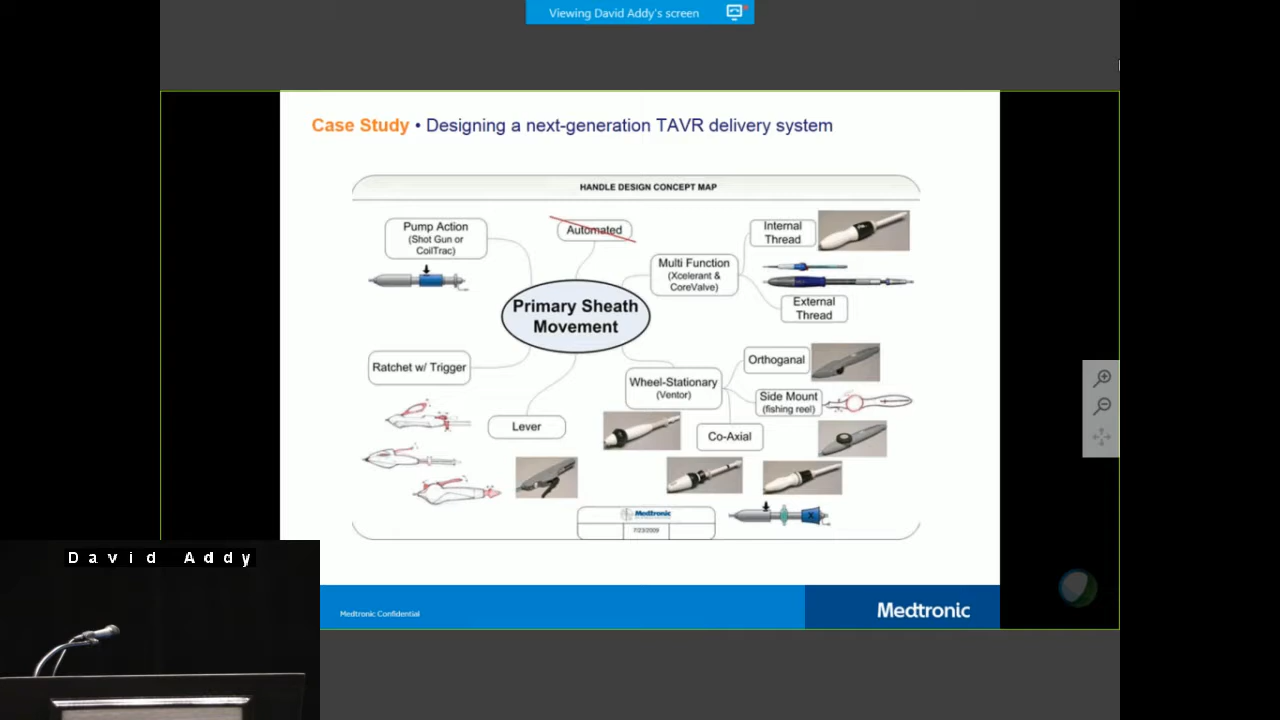 Viewing David Addy's screen
Case Study • Designing a next-generation TAVR delivery system
HANDLE DESIGN CONCEPT MAP
Pump Action
(Shot Gun or
CoilTrac)
Automated
Internal
Thread
Multi Function
(Xcelerant &
CoreValve)
External
Thread
Primary Sheath
Movement
Ratchet w/ Trigger
Orthoganal
Wheel-Stationary
(Ventor)
Side Mount
(fishing reel)
Lever
Co-Axial
Medtronic
7/23/2009
David Addy
Medtronic Confidential
Medtronic